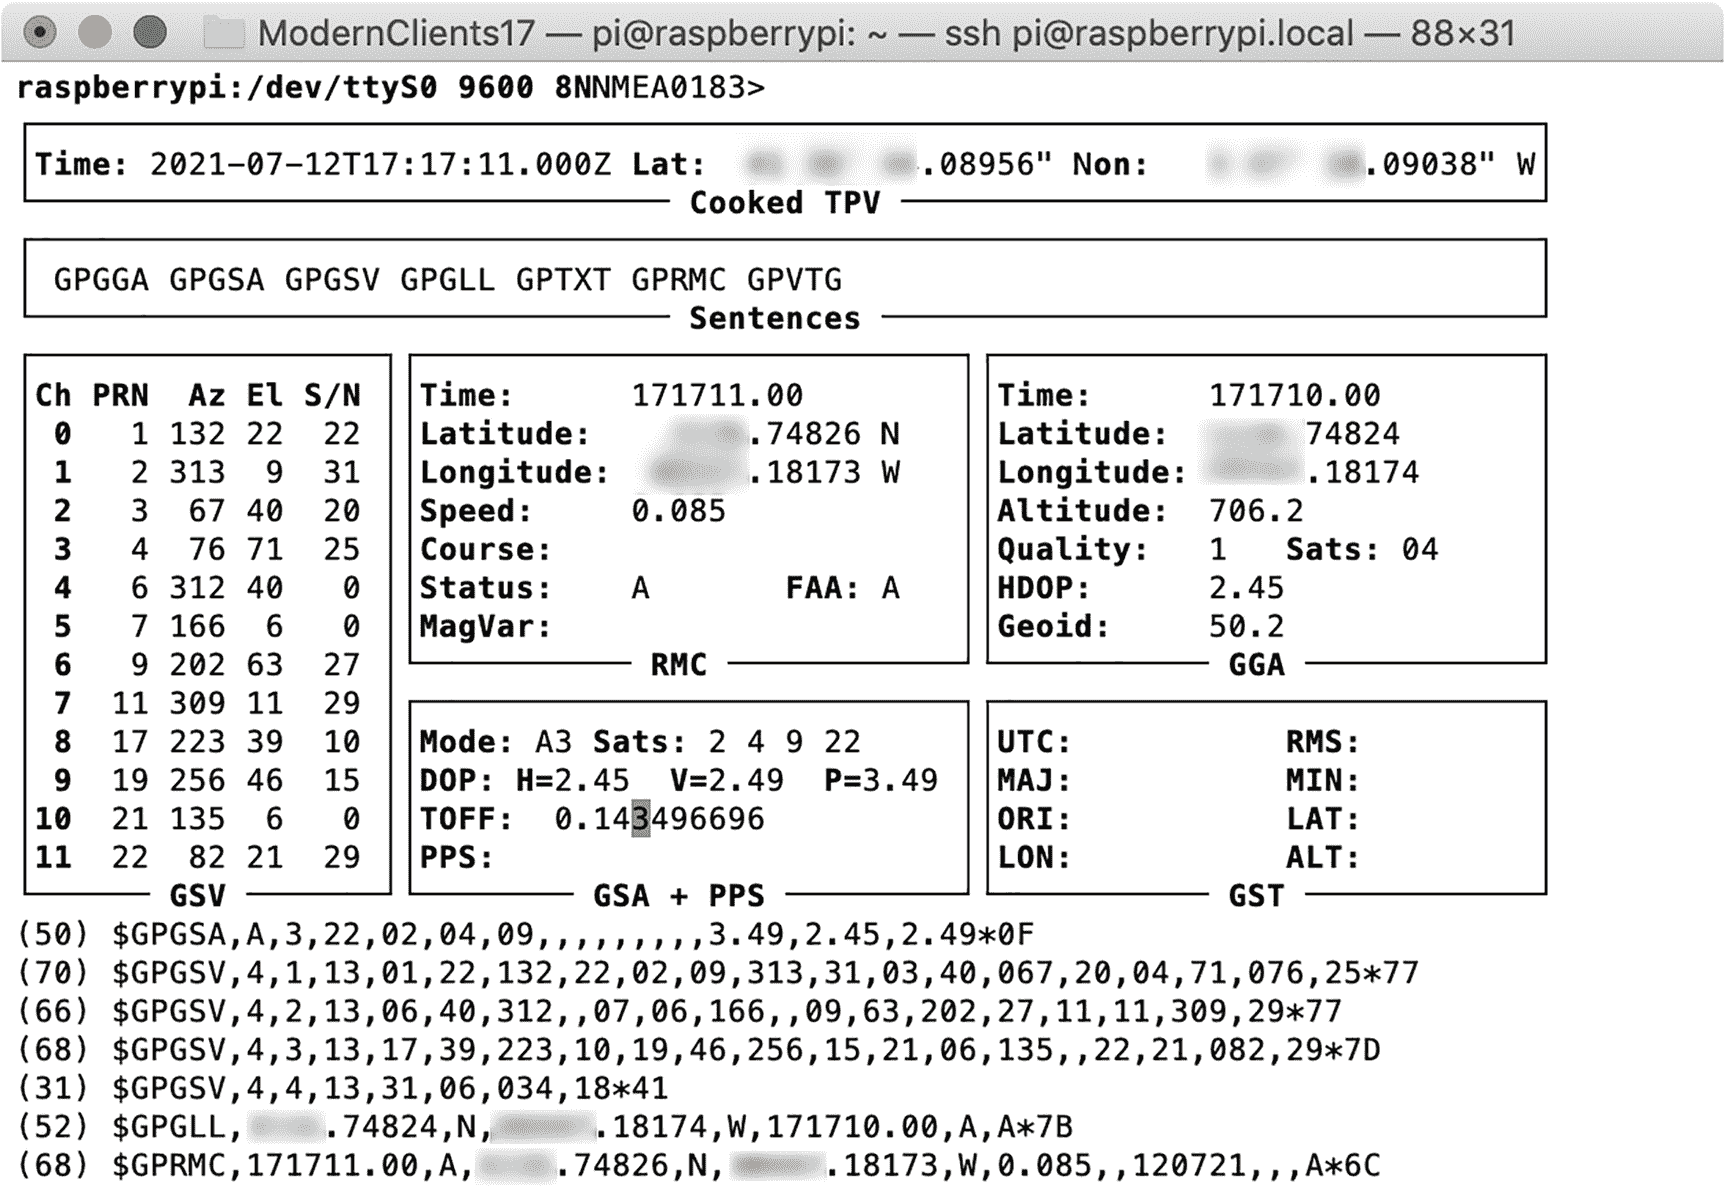 ModernClients17 — pi@raspberrypi: ~ — ssh pi@raspberrypi.local — 88×31
raspberrypi:/dev/ttyS0 9600 8NNMEA0183>
Time: 2021-07-12T17:17:11.000Z Lat: .08956" Non: .09038" W
Cooked TPV
GPGGA GPGSA GPGSV GPGLL GPTXT GPRMC GPVTG
Sentences
Ch PRN Az El S/N
0 1 132 22 22
1 2 313 9 31
2 3 67 40 20
3 4 76 71 25
4 6 312 40 0
5 7 166 6 0
6 9 202 63 27
7 11 309 11 29
8 17 223 39 10
9 19 256 46 15
10 21 135 6 0
11 22 82 21 29
GSV
Time: 171711.00
Latitude: .74826 N
Longitude: .18173 W
Speed: 0.085
Course:
Status: A FAA: A
MagVar:
RMC
Time: 171710.00
Latitude: 74824
Longitude: .18174
Altitude: 706.2
Quality: 1 Sats: 04
HDOP: 2.45
Geoid: 50.2
GGA
Mode: A3 Sats: 2 4 9 22
DOP: H=2.45 V=2.49 P=3.49
TOFF: 0.143496696
PPS:
GSA + PPS
UTC: RMS:
MAJ: MIN:
ORI: LAT:
LON: ALT:
GST
(50) $GPGSA,A,3,22,02,04,09,,,,,,,,,3.49,2.45,2.49*0F
(70) $GPGSV,4,1,13,01,22,132,22,02,09,313,31,03,40,067,20,04,71,076,25*77
(66) $GPGSV,4,2,13,06,40,312,,07,06,166,,09,63,202,27,11,11,309,29*77
(68) $GPGSV,4,3,13,17,39,223,10,19,46,256,15,21,06,135,,22,21,082,29*7D
(31) $GPGSV,4,4,13,31,06,034,18*41
(52) $GPGLL, .74824,N, .18174,W,171710.00,A,A*7B
(68) $GPRMC,171711.00,A, .74826,N, .18173,W,0.085,,120721,,,A*6C